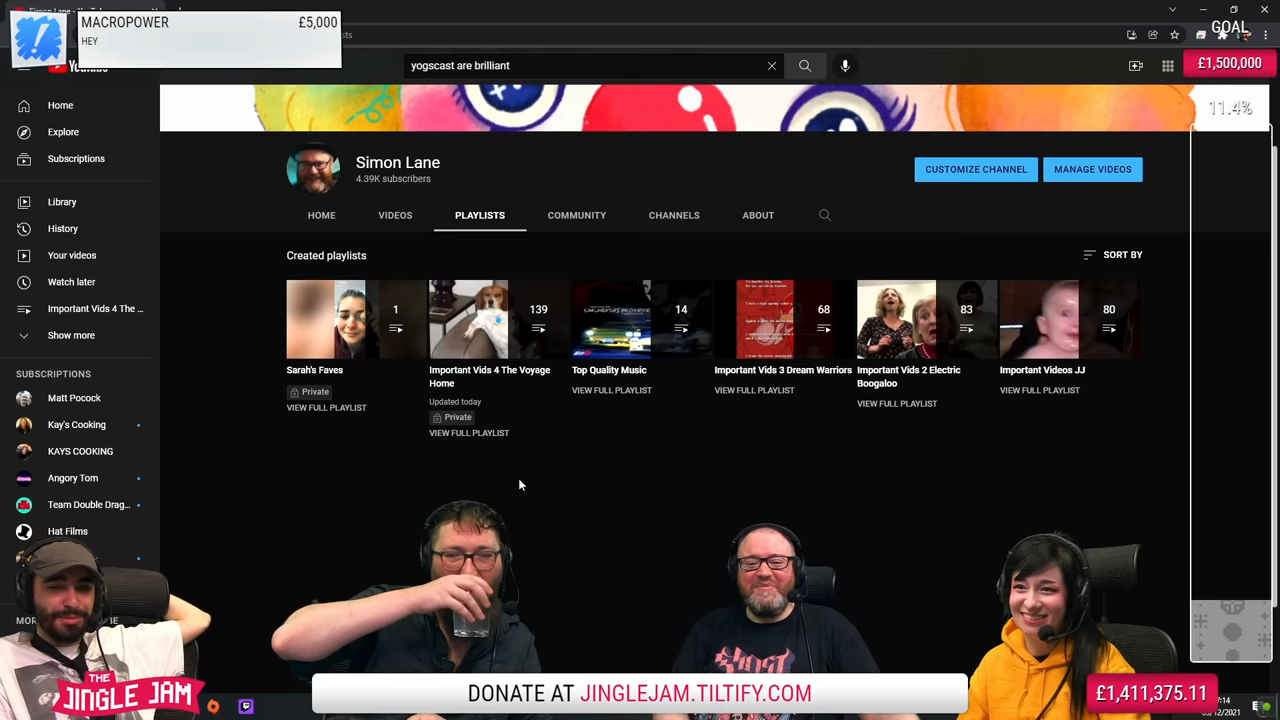 MACROPOWER £5,000
HEY
yogscast are brilliant
GOAL
£1,500,000
11.4%
Home
Explore
Subscriptions
Library
History
Your videos
Watch later
Important Vids 4 The ...
Show more
SUBSCRIPTIONS
Matt Pocock
Kay's Cooking
KAYS COOKING
Angory Tom
Team Double Drag...
Hat Films
Simon Lane
4.39K subscribers
CUSTOMIZE CHANNEL
MANAGE VIDEOS
HOME VIDEOS PLAYLISTS COMMUNITY CHANNELS ABOUT
Created playlists
SORT BY
1
139
14
68
83
80
Sarah's Faves
Private
VIEW FULL PLAYLIST
Important Vids 4 The Voyage
Home
Updated today
Private
VIEW FULL PLAYLIST
Top Quality Music
VIEW FULL PLAYLIST
Important Vids 3 Dream Warriors
VIEW FULL PLAYLIST
Important Vids 2 Electric
Boogaloo
VIEW FULL PLAYLIST
Important Videos JJ
VIEW FULL PLAYLIST
THE
JINGLE JAM
DONATE AT JINGLEJAM.TILTIFY.COM
£1,411,375.11